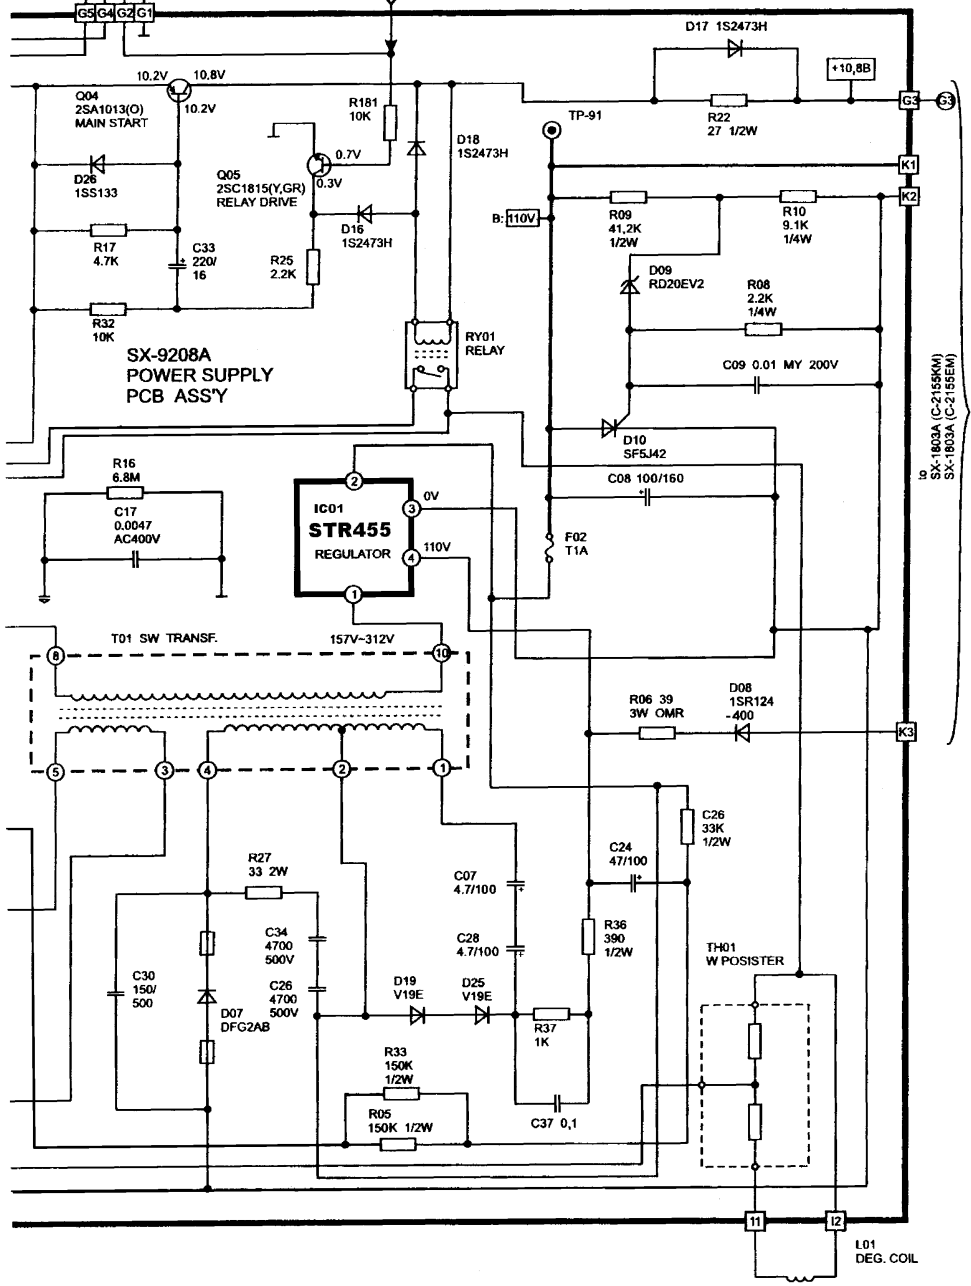 G5 G4 G2 G1
D17 1S2473H
+10,8B
10.2V
10.8V
Q04
2SA1013(O)
MAIN START
10.2V
R181
10K
R22
27 1/2W
G3
G3
TP-91
D18
1S2473H
0.7V
K1
D26
1SS133
Q05
2SC1815(Y,GR)
RELAY DRIVE
0.3V
K2
B: 110V
R09
41,2K
1/2W
R10
9.1K
1/4W
D16
1S2473H
R17
4.7K
C33
220/
16
R25
2.2K
D09
RD20EV2
R08
2.2K
1/4W
R32
10K
RY01
RELAY
SX-9208A
POWER SUPPLY
PCB ASS'Y
C09 0.01 MY 200V
to
SX-1803A (C-2155KM)
SX-1803A (C-2155EM)
D10
SF5J42
R16
6.8M
C08 100/160
C17
0.0047
AC400V
2
IC01
STR455
REGULATOR
3
0V
4
110V
1
F02
T1A
T01 SW TRANSF.
157V~312V
8
10
R06 39
3W OMR
D08
1SR124
-400
K3
5
3
4
2
1
C26
33K
1/2W
C24
47/100
R27
33 2W
C07
4.7/100
C34
4700
500V
C28
4.7/100
R36
390
1/2W
TH01
W POSISTER
C30
150/
500
C26
4700
500V
D19
V19E
D25
V19E
D07
DFG2AB
R37
1K
R33
150K
1/2W
R05
150K 1/2W
C37 0,1
11
12
L01
DEG. COIL